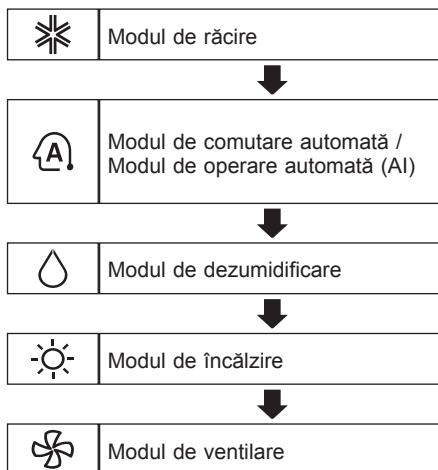 Modul de răcire
A
Modul de comutare automată /
Modul de operare automată (AI)
Modul de dezumidificare
Modul de încălzire
Modul de ventilare